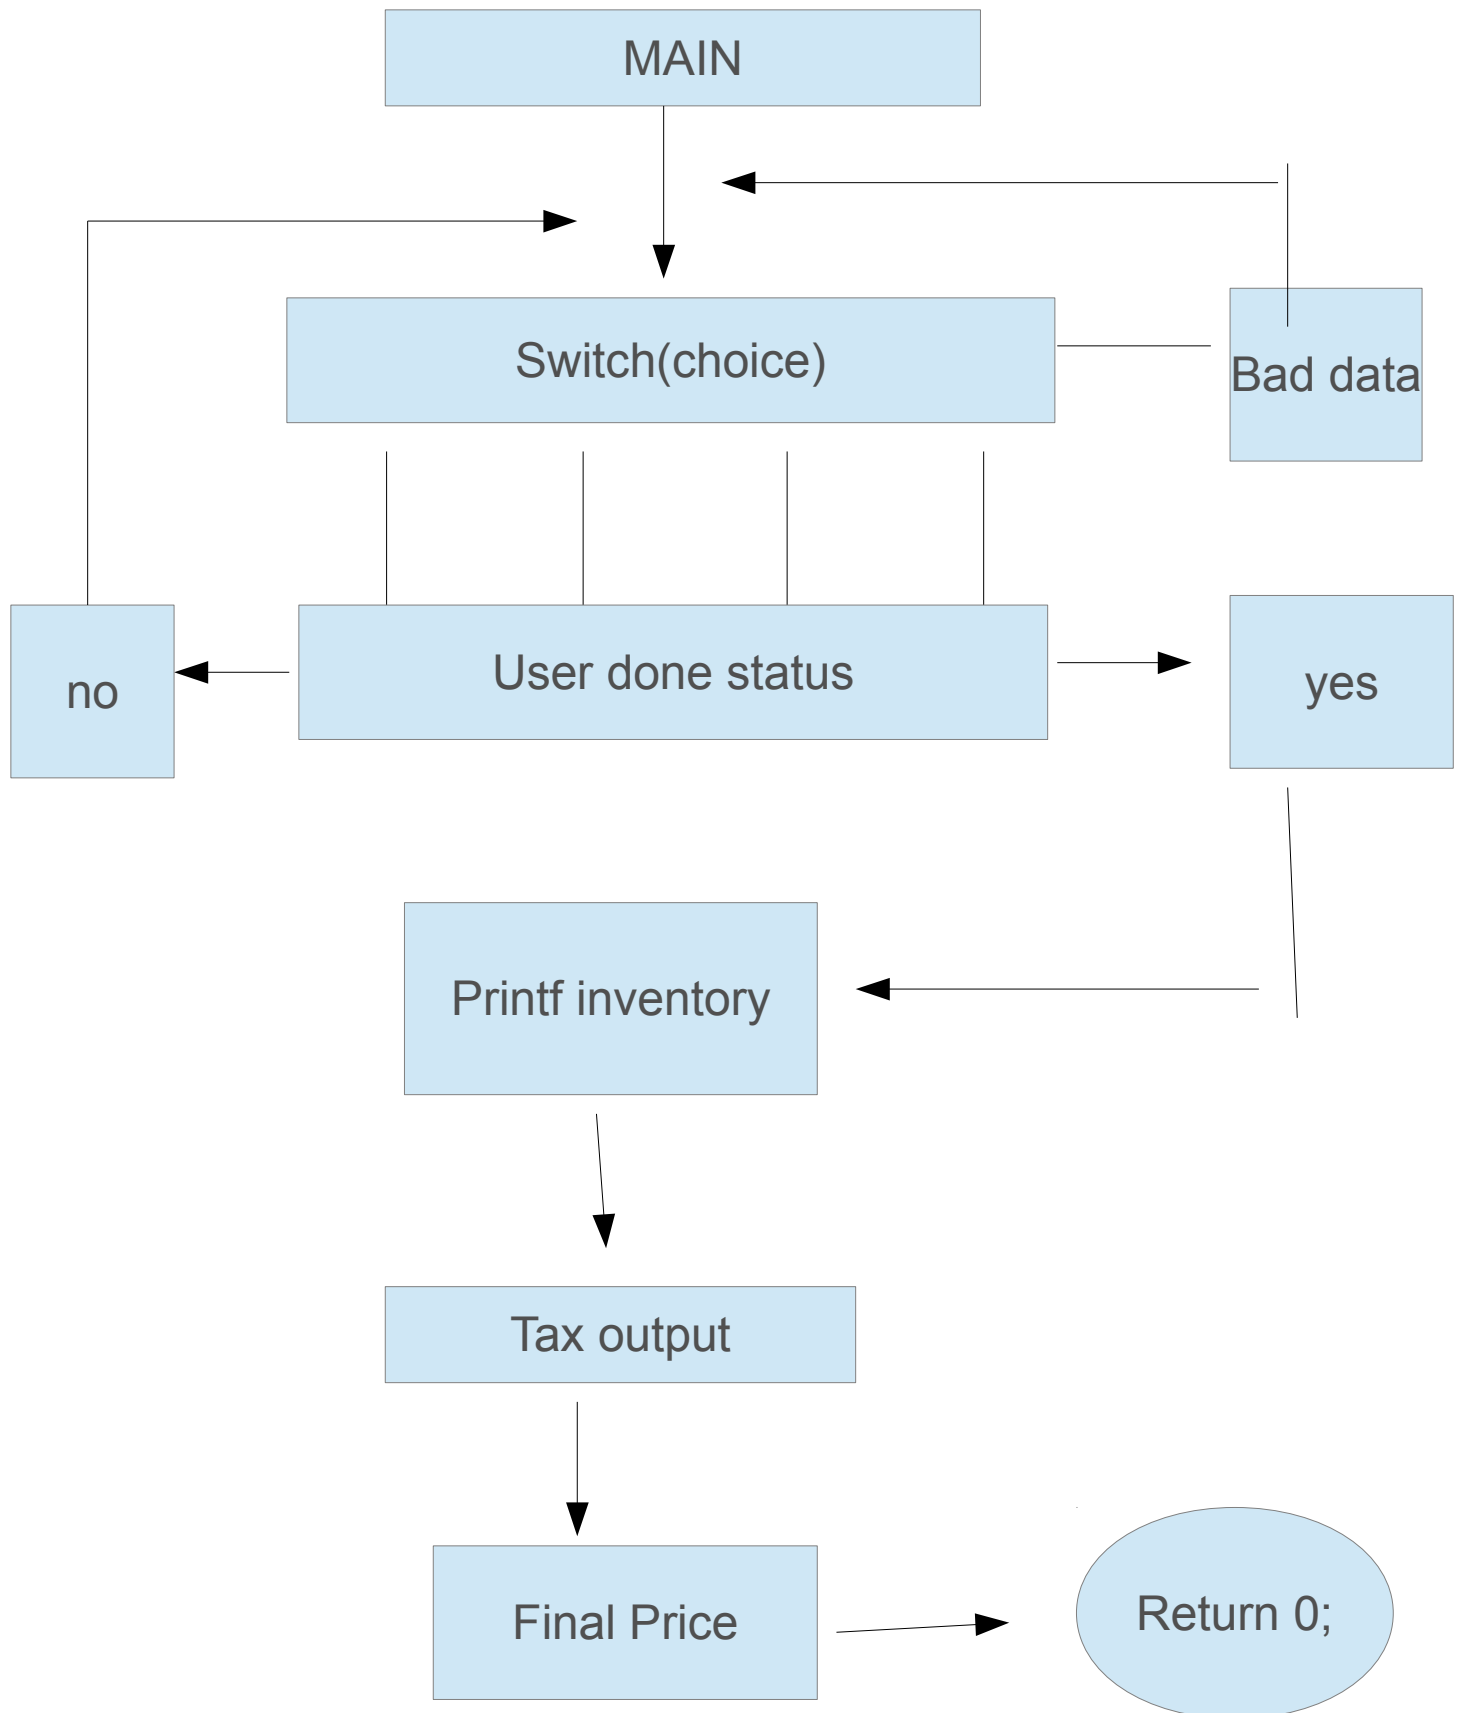 MAIN
Switch(choice)
Bad data
no
User done status
yes
Printf inventory
Tax output
Final Price
Return 0;